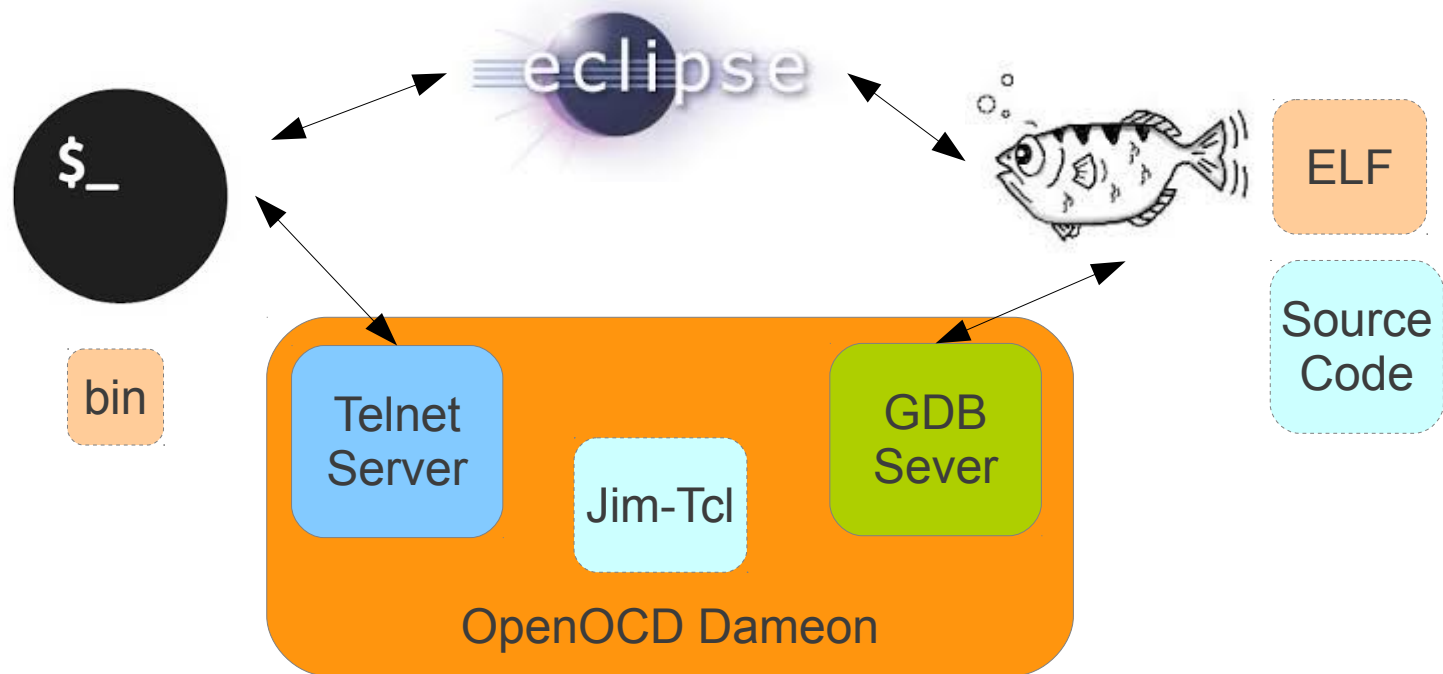 eclipse
$_
ELF
Source
Code
bin
Telnet
Server
Jim-Tcl
GDB
Sever
OpenOCD Dameon